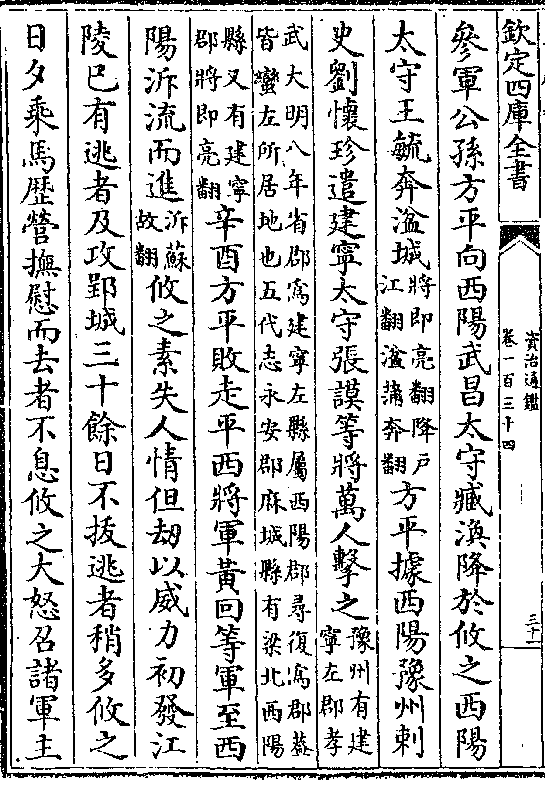 欽定四庫全書
資治通鑑
卷一百三十四
三十一
參軍公孫方平向西陽武昌太守臧渙降於攸之西陽
太守王毓奔湓城將即亮翻降戶江翻湓蒲奔翻方平據西陽豫州刺
史劉懷珍遣建寧太守張謨等將萬人擊之豫州有建寧左郡孝
武大明八年省郡為建寧左縣屬西陽郡尋復為郡蓋皆蠻左所居地也五代志永安郡麻城縣有梁北西陽
縣又有建寧郡將即亮翻辛酉方平敗走平西將軍黃回等軍至西
陽泝流而進泝蘇故翻攸之素失人情但劫以威力初發江
陵已有逃者及攻郢城三十餘日不拔逃者稍多攸之
日夕乘馬歷營撫慰而去者不息攸之大怒召諸軍主